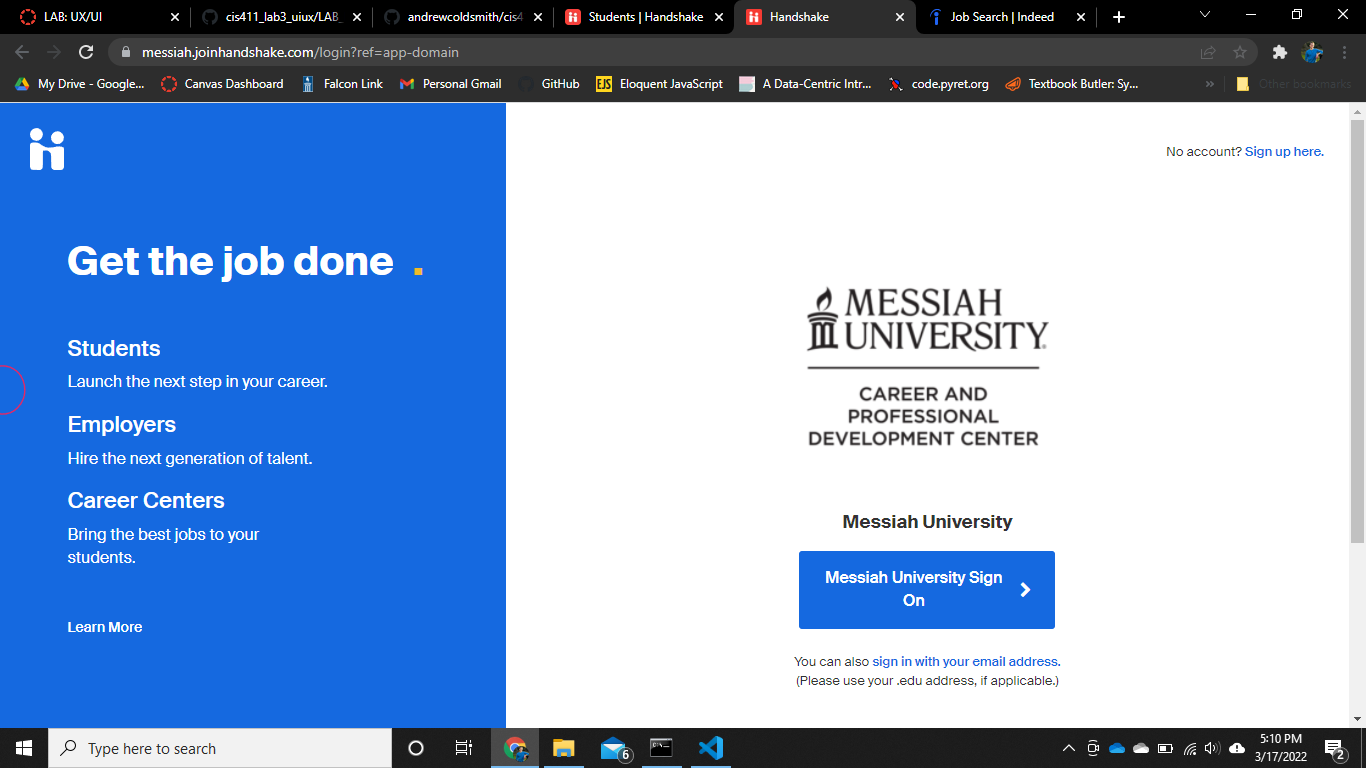 LAB: UX/UI
cis411_lab3_uiux/LAB_
andrewcoldsmith/cis4
Students | Handshake
Handshake
Job Search | Indeed
messiah.joinhandshake.com/login?ref=app-domain
My Drive - Google...
Canvas Dashboard
Falcon Link
Personal Gmail
GitHub
EJS
Eloquent JavaScript
A Data-Centric Intr...
code.pyret.org
Textbook Butler: Sy...
»
Other bookmarks
No account? Sign up here.
Get the job done .
Students
Launch the next step in your career.
Employers
Hire the next generation of talent.
Career Centers
Bring the best jobs to your
students.
Learn More
MESSIAH
UNIVERSITY®
CAREER AND
PROFESSIONAL
DEVELOPMENT CENTER
Messiah University
Messiah University Sign
On
You can also sign in with your email address.
(Please use your .edu address, if applicable.)
Type here to search
6
5:10 PM
3/17/2022
2